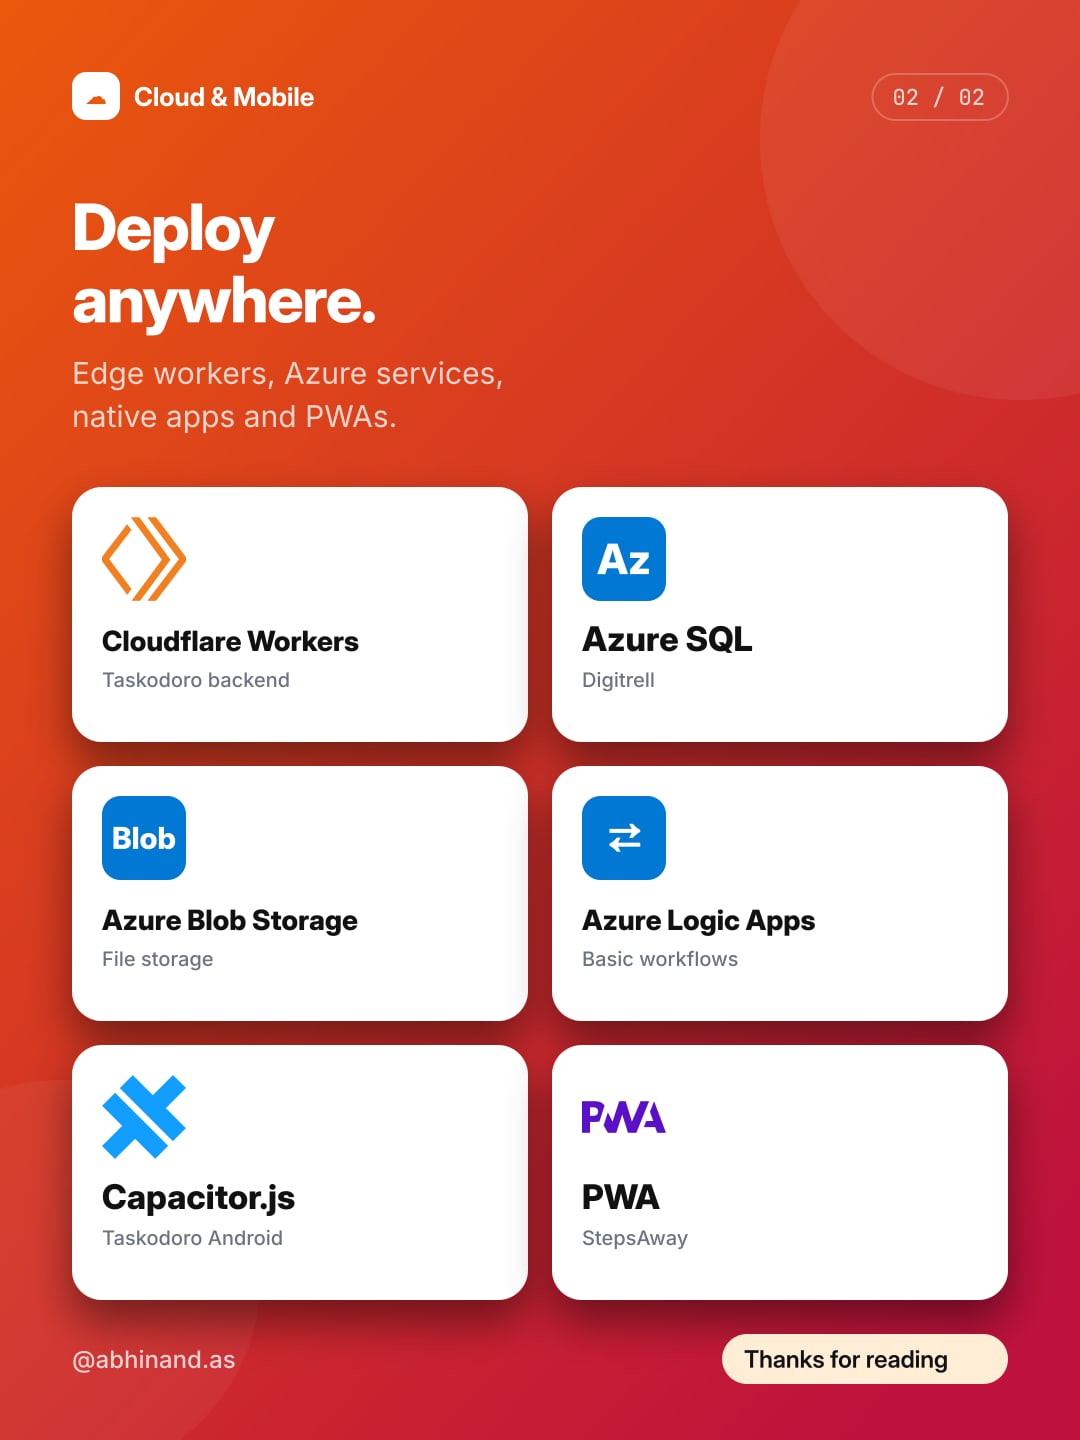 Cloud & Mobile
02 / 02
Deploy
anywhere.
Edge workers, Azure services,
native apps and PWAs.
Cloudflare Workers
Taskodoro backend
Az
Azure SQL
Digitrell
Blob
Azure Blob Storage
File storage
Azure Logic Apps
Basic workflows
Capacitor.js
Taskodoro Android
PWA
PWA
StepsAway
@abhinand.as
Thanks for reading